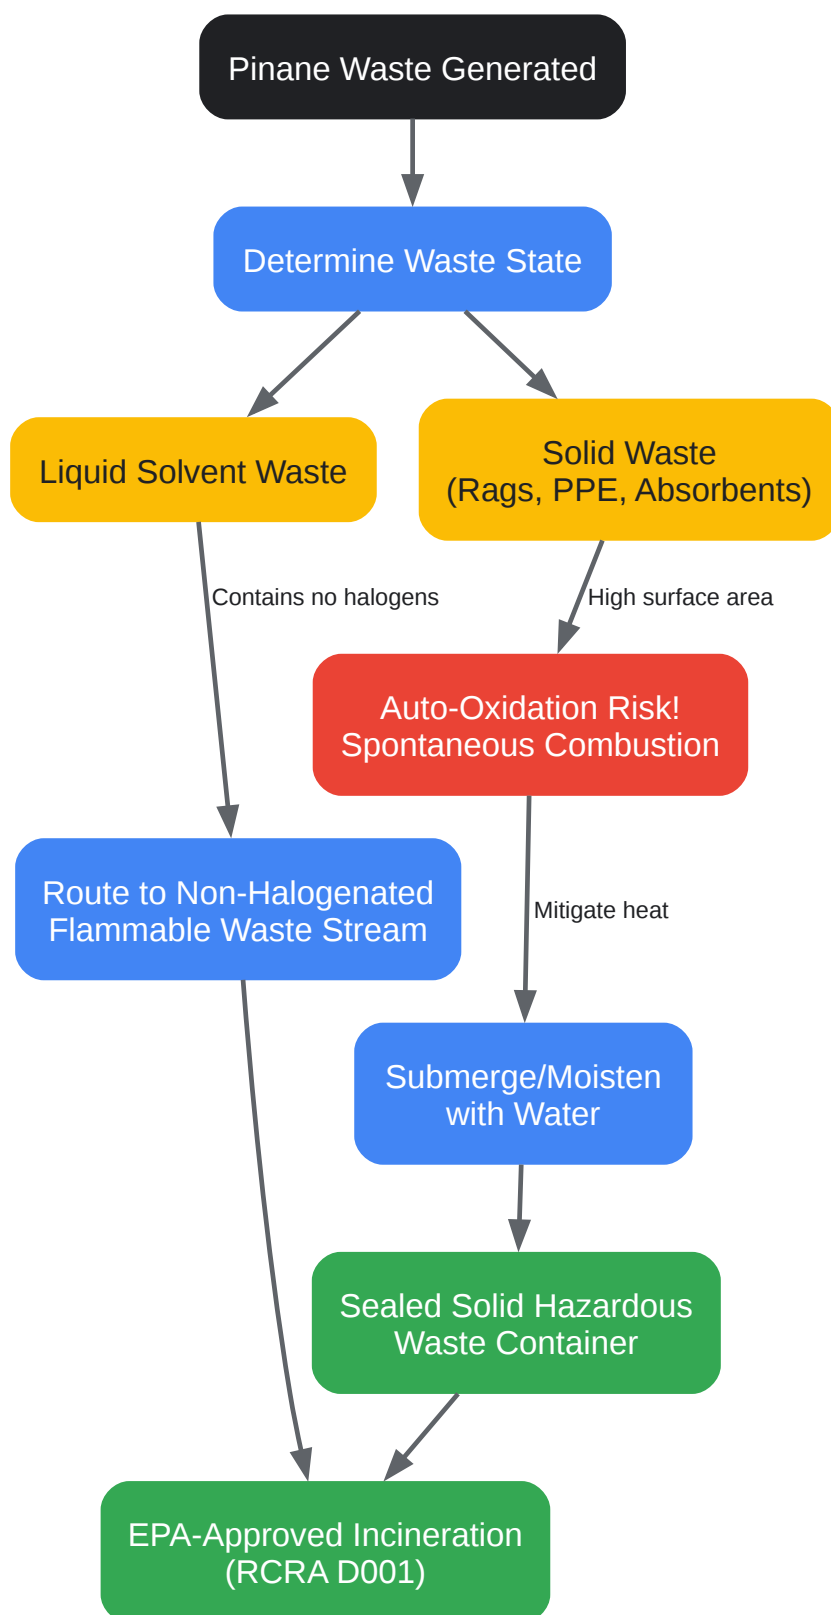 Pinane Waste Generated
Determine Waste State
Liquid Solvent Waste
Solid Waste
(Rags, PPE, Absorbents)
Contains no halogens
High surface area
Auto-Oxidation Risk!
Spontaneous Combustion
Route to Non-Halogenated
Flammable Waste Stream
Mitigate heat
Submerge/Moisten
with Water
Sealed Solid Hazardous
Waste Container
EPA-Approved Incineration
(RCRA D001)